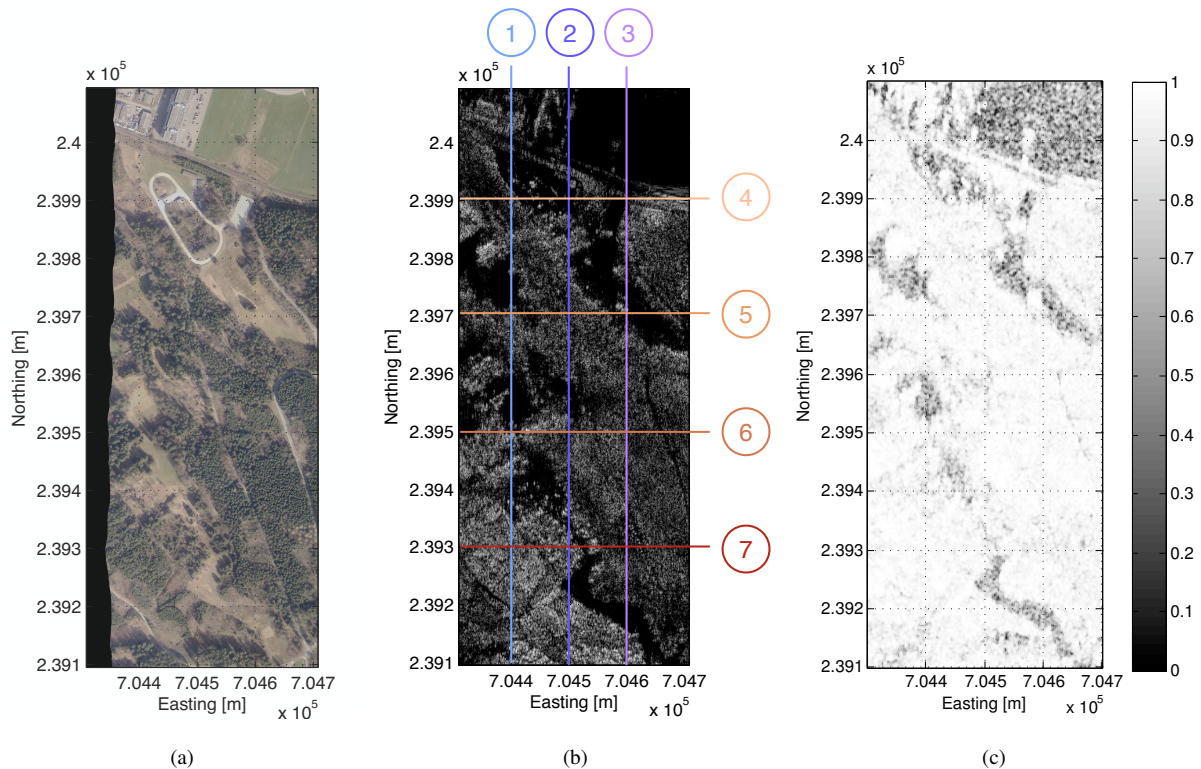 1 2 3
x 10^5
2.4
2.399
2.398
2.397
2.396
2.395
2.394
2.393
2.392
2.391
Northing [m]
7.044 7.045 7.046 7.047
Easting [m]
x 10^5
(a)
x 10^5
2.4
2.399
2.398
2.397
2.396
2.395
2.394
2.393
2.392
2.391
Northing [m]
4
5
6
7
7.044 7.045 7.046 7.047
Easting [m]
x 10^5
(b)
x 10^5
2.4
2.399
2.398
2.397
2.396
2.395
2.394
2.393
2.392
2.391
Northing [m]
7.044 7.045 7.046 7.047
Easting [m]
x 10^5
1
0.9
0.8
0.7
0.6
0.5
0.4
0.3
0.2
0.1
0
(c)